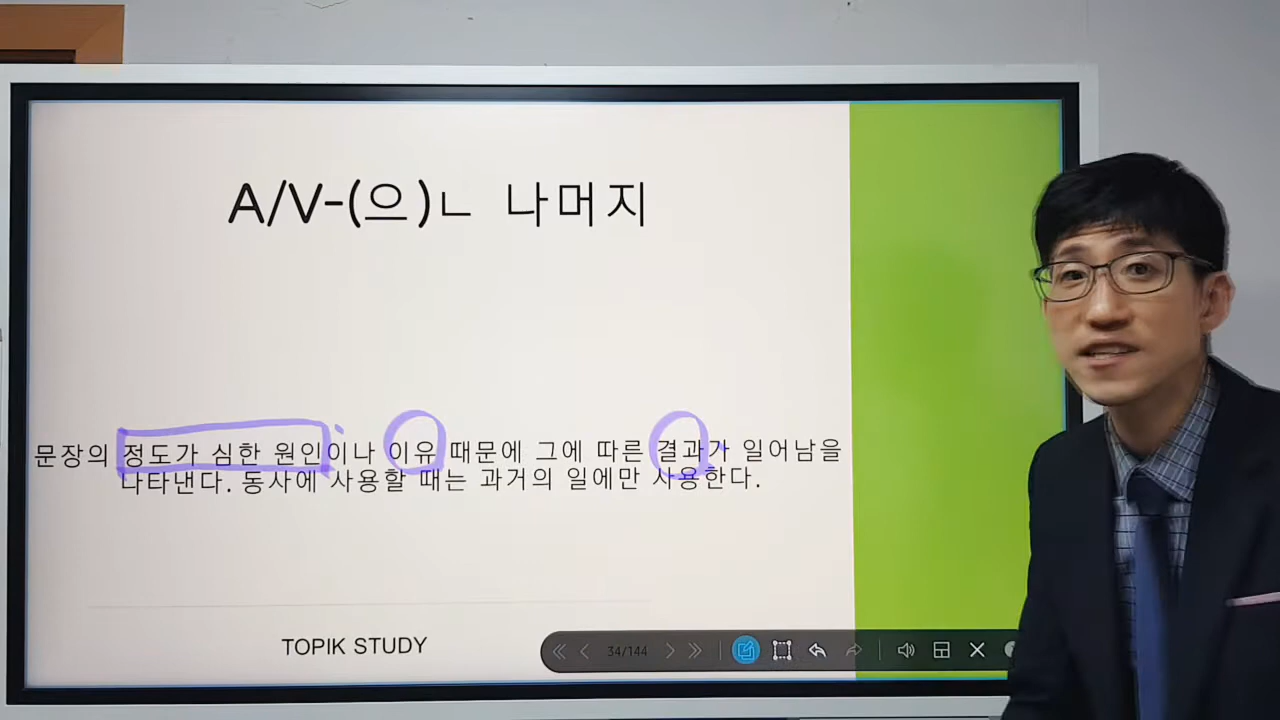 A/V-(으)ㄴ 나머지
문장의 정도가 심한 원인이나 이유 때문에 그에 따른 결과가 일어남을
나타낸다. 동사에 사용할 때는 과거의 일에만 사용한다.
TOPIK STUDY
34/144